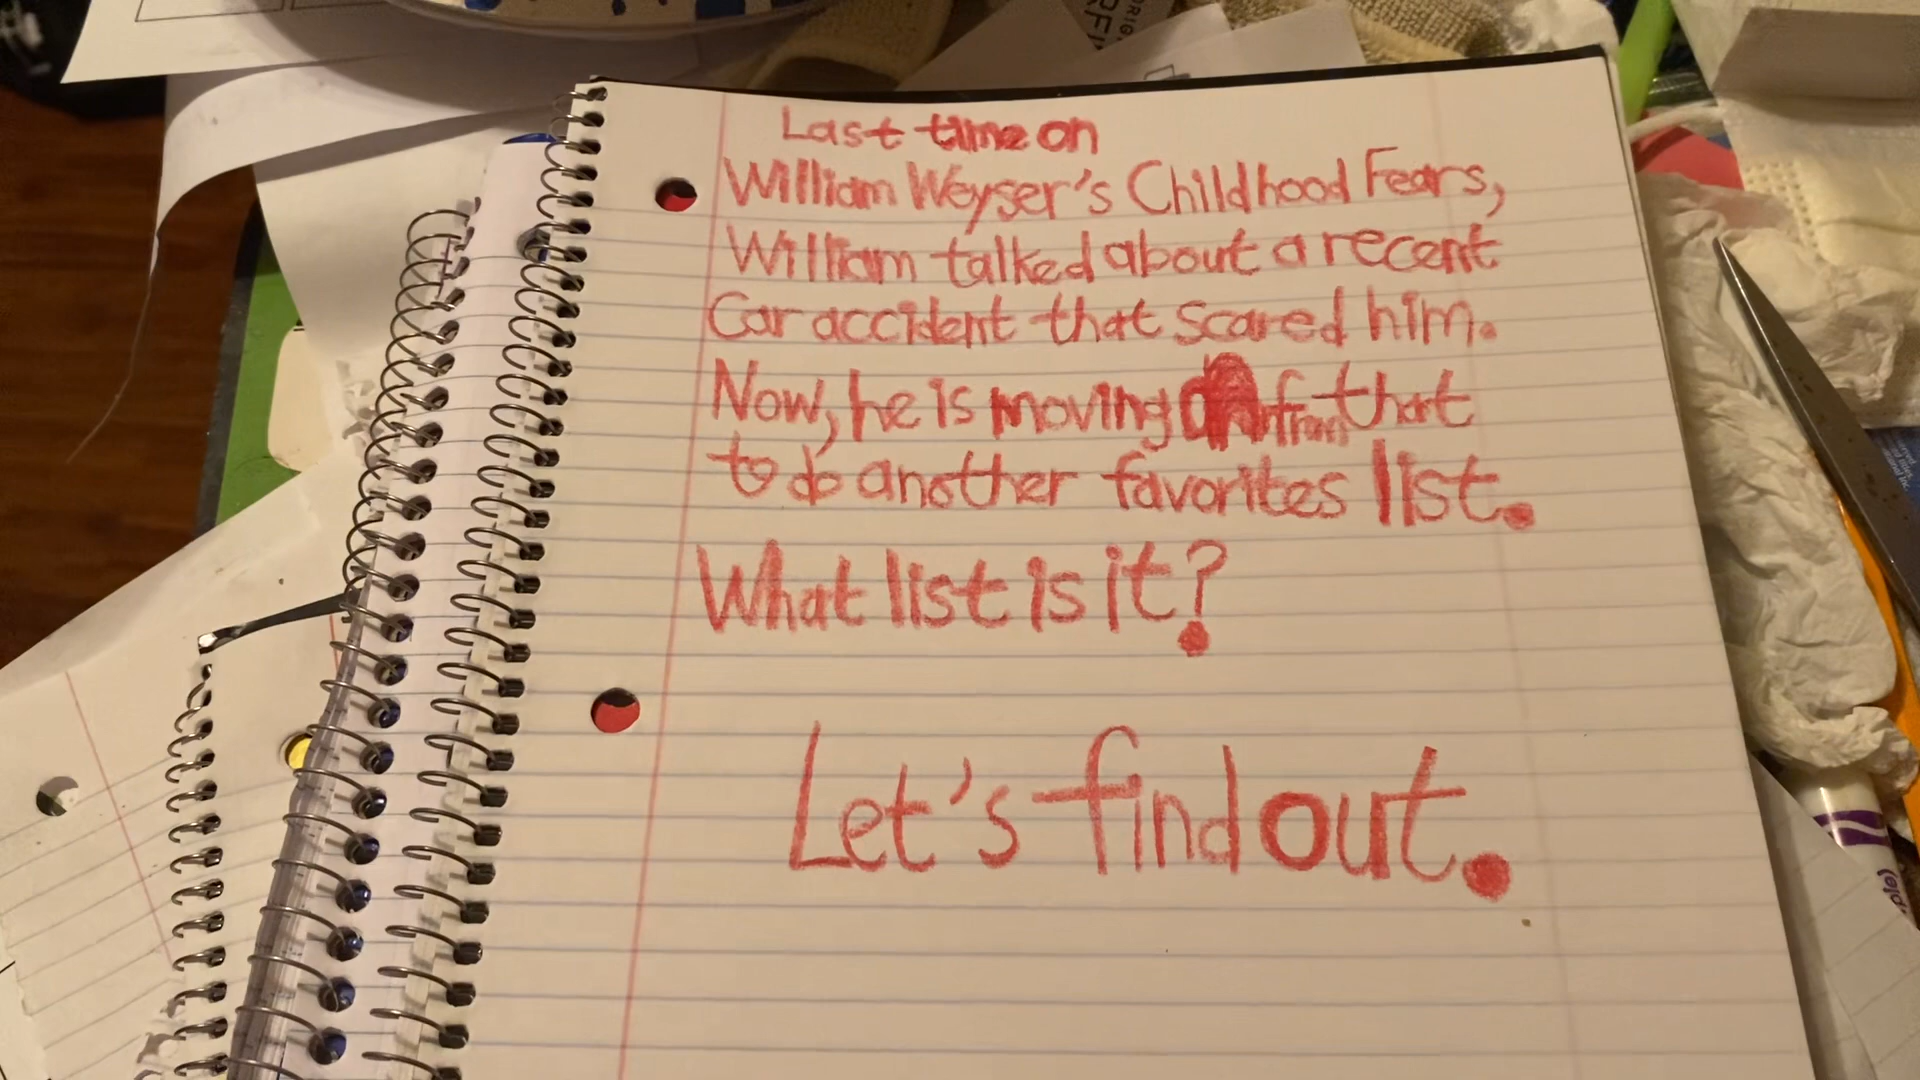 Last time on
William Weyser's Childhood Fears,
William talked about a recent
Car accident that scared him.
Now, he is moving from that
to do another favorites list.
What list is it?
Let's find out.